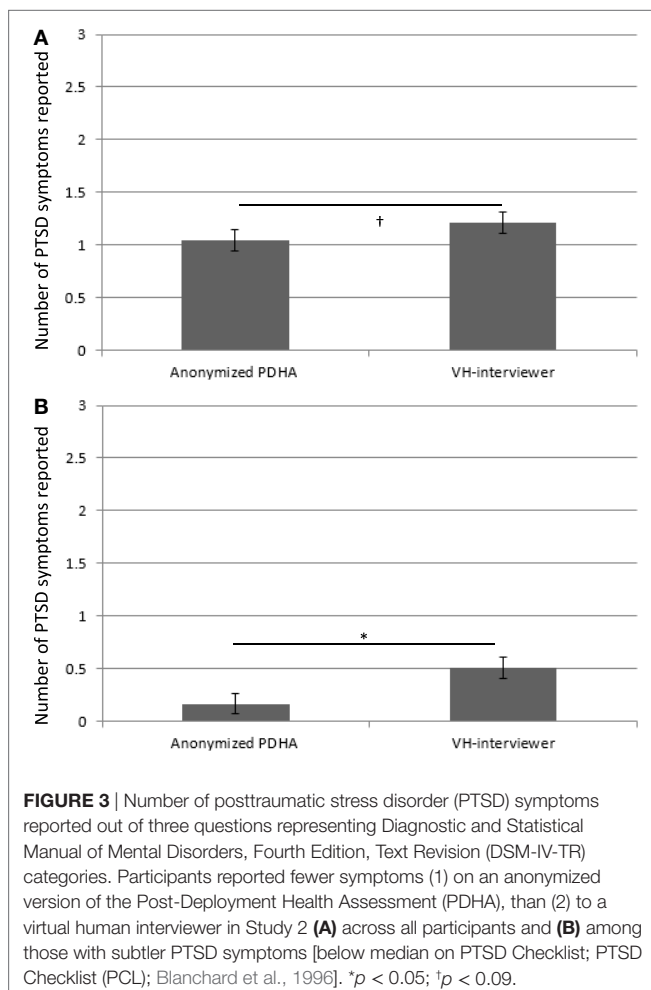 A
Number of PTSD symptoms reported
3
2.5
2
1.5
1
0.5
0
†
Anonymized PDHA
VH-interviewer
B
Number of PTSD symptoms reported
3
2.5
2
1.5
1
0.5
0
*
Anonymized PDHA
VH-interviewer
FIGURE 3 | Number of posttraumatic stress disorder (PTSD) symptoms
reported out of three questions representing Diagnostic and Statistical
Manual of Mental Disorders, Fourth Edition, Text Revision (DSM-IV-TR)
categories. Participants reported fewer symptoms (1) on an anonymized
version of the Post-Deployment Health Assessment (PDHA), than (2) to a
virtual human interviewer in Study 2 (A) across all participants and (B) among
those with subtler PTSD symptoms [below median on PTSD Checklist; PTSD
Checklist (PCL); Blanchard et al., 1996]. *p < 0.05; †p < 0.09.